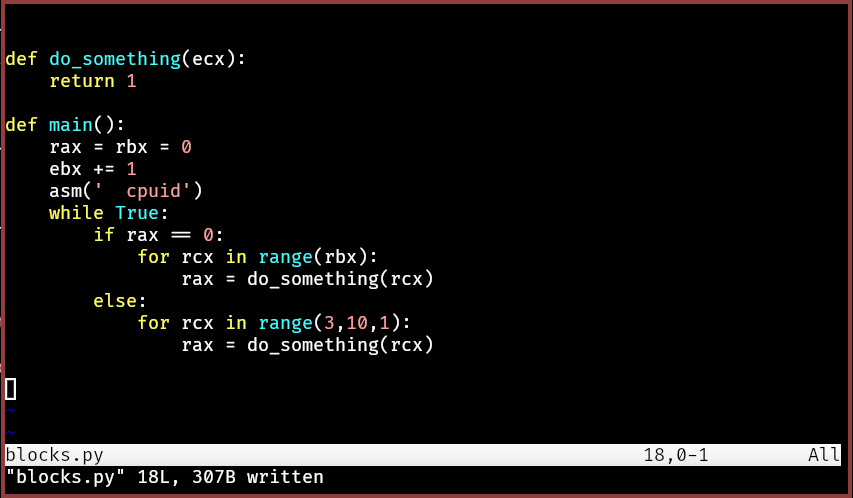 def do_something(ecx):
    return 1
def main():
    rax = rbx = 0
    ebx += 1
    asm('  cpuid')
    while True:
        if rax == 0:
            for rcx in range(rbx):
                rax = do_something(rcx)
        else:
            for rcx in range(3,10,1):
                rax = do_something(rcx)
~
~
blocks.py 18,0-1 All
"blocks.py" 18L, 307B written